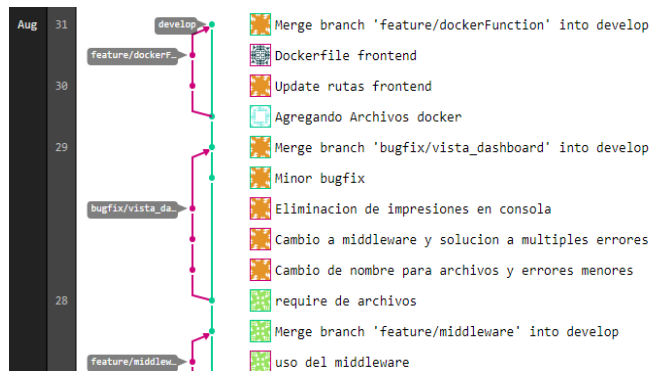 Aug 31 develop Merge branch 'feature/dockerFunction' into develop
feature/dockerF… Dockerfile frontend
30 Update rutas frontend
Agregando Archivos docker
29 Merge branch 'bugfix/vista_dashboard' into develop
Minor bugfix
bugfix/vista_da… Eliminacion de impresiones en consola
Cambio a middleware y solucion a multiples errores
Cambio de nombre para archivos y errores menores
28 require de archivos
Merge branch 'feature/middleware' into develop
feature/middlew… uso del middleware